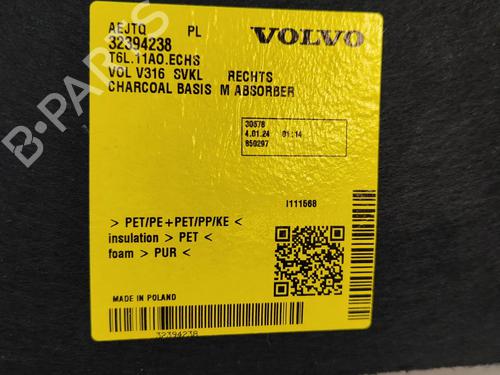 AEJTQ PL
32394238 VOLVO
T6L.11AO.ECHS
VOL V316 SVKL RECHTS
CHARCOAL BASIS M ABSORBER
30578
4.01.24 01:14
850297
I111568
> PET/PE+PET/PP/KE <
insulation > PET <
foam > PUR <
MADE IN POLAND
32394238
B-PARTS